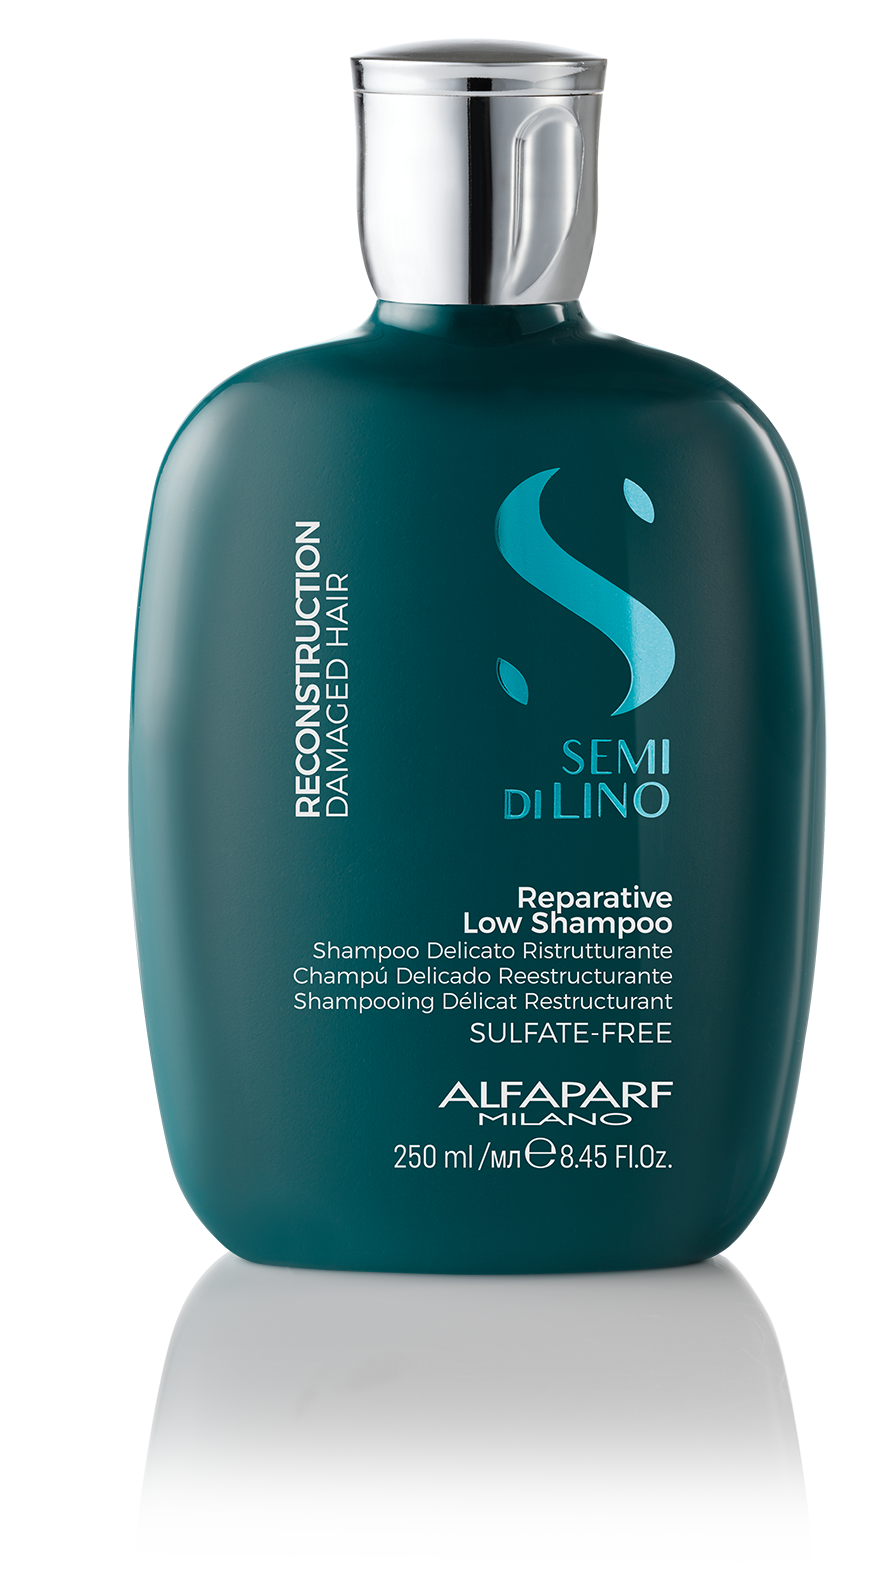 RECONSTRUCTION
DAMAGED HAIR
SEMI
DI LINO
Reparative
Low Shampoo
Shampoo Delicato Ristrutturante
Champú Delicado Reestructurante
Shampooing Délicat Restructurant
SULFATE-FREE
ALFAPARF
MILANO
250 ml /мл℮8.45 Fl.Oz.